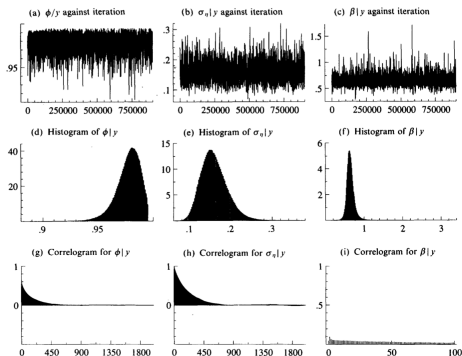 (a) ϕ/y against iteration
(b) σ_η|y against iteration
(c) β|y against iteration
.95
0 250000 500000 750000
.3
.2
.1
0 250000 500000 750000
1.5
1
.5
0 250000 500000 750000
(d) Histogram of ϕ|y
(e) Histogram of σ_η|y
(f) Histogram of β|y
40
20
.9 .95
15
10
5
.1 .2 .3
6
4
2
1 2 3
(g) Correlogram for ϕ|y
(h) Correlogram for σ_η|y
(i) Correlogram for β|y
1
0
0 450 900 1350 1800
1
0
0 450 900 1350 1800
1
.5
0 50 100